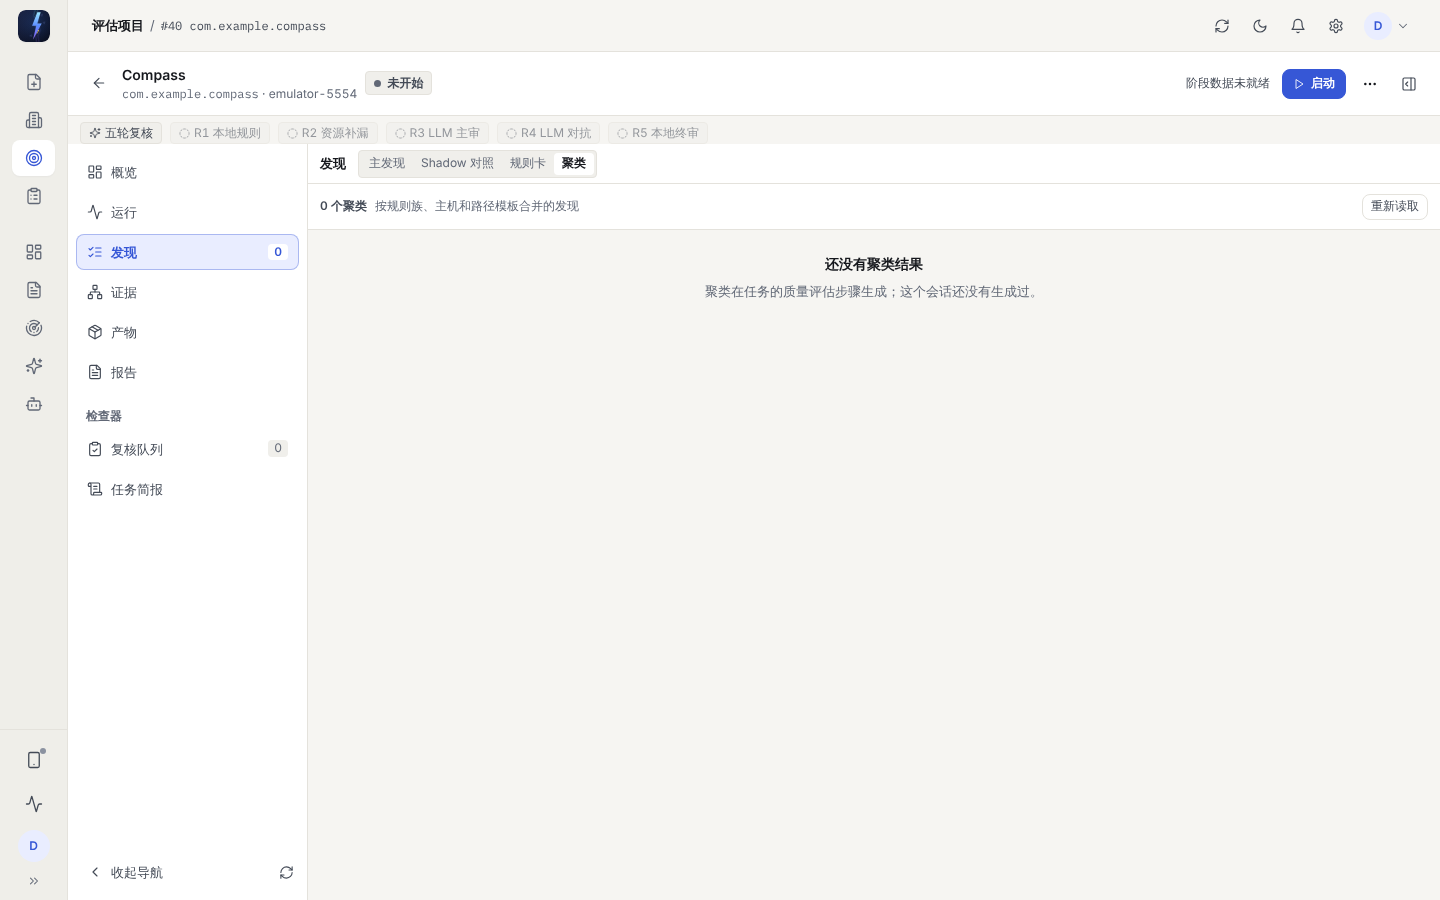 评估项目 / #40 com.example.compass
D
Compass
com.example.compass · emulator-5554
未开始
阶段数据未就绪
启动
五轮复核
R1 本地规则
R2 资源补漏
R3 LLM 主审
R4 LLM 对抗
R5 本地终审
概览
运行
发现 0
证据
产物
报告
检查器
复核队列 0
任务简报
收起导航
发现
主发现
Shadow 对照
规则卡
聚类
0 个聚类 按规则族、主机和路径模板合并的发现
重新读取
还没有聚类结果
聚类在任务的质量评估步骤生成；这个会话还没有生成过。
D